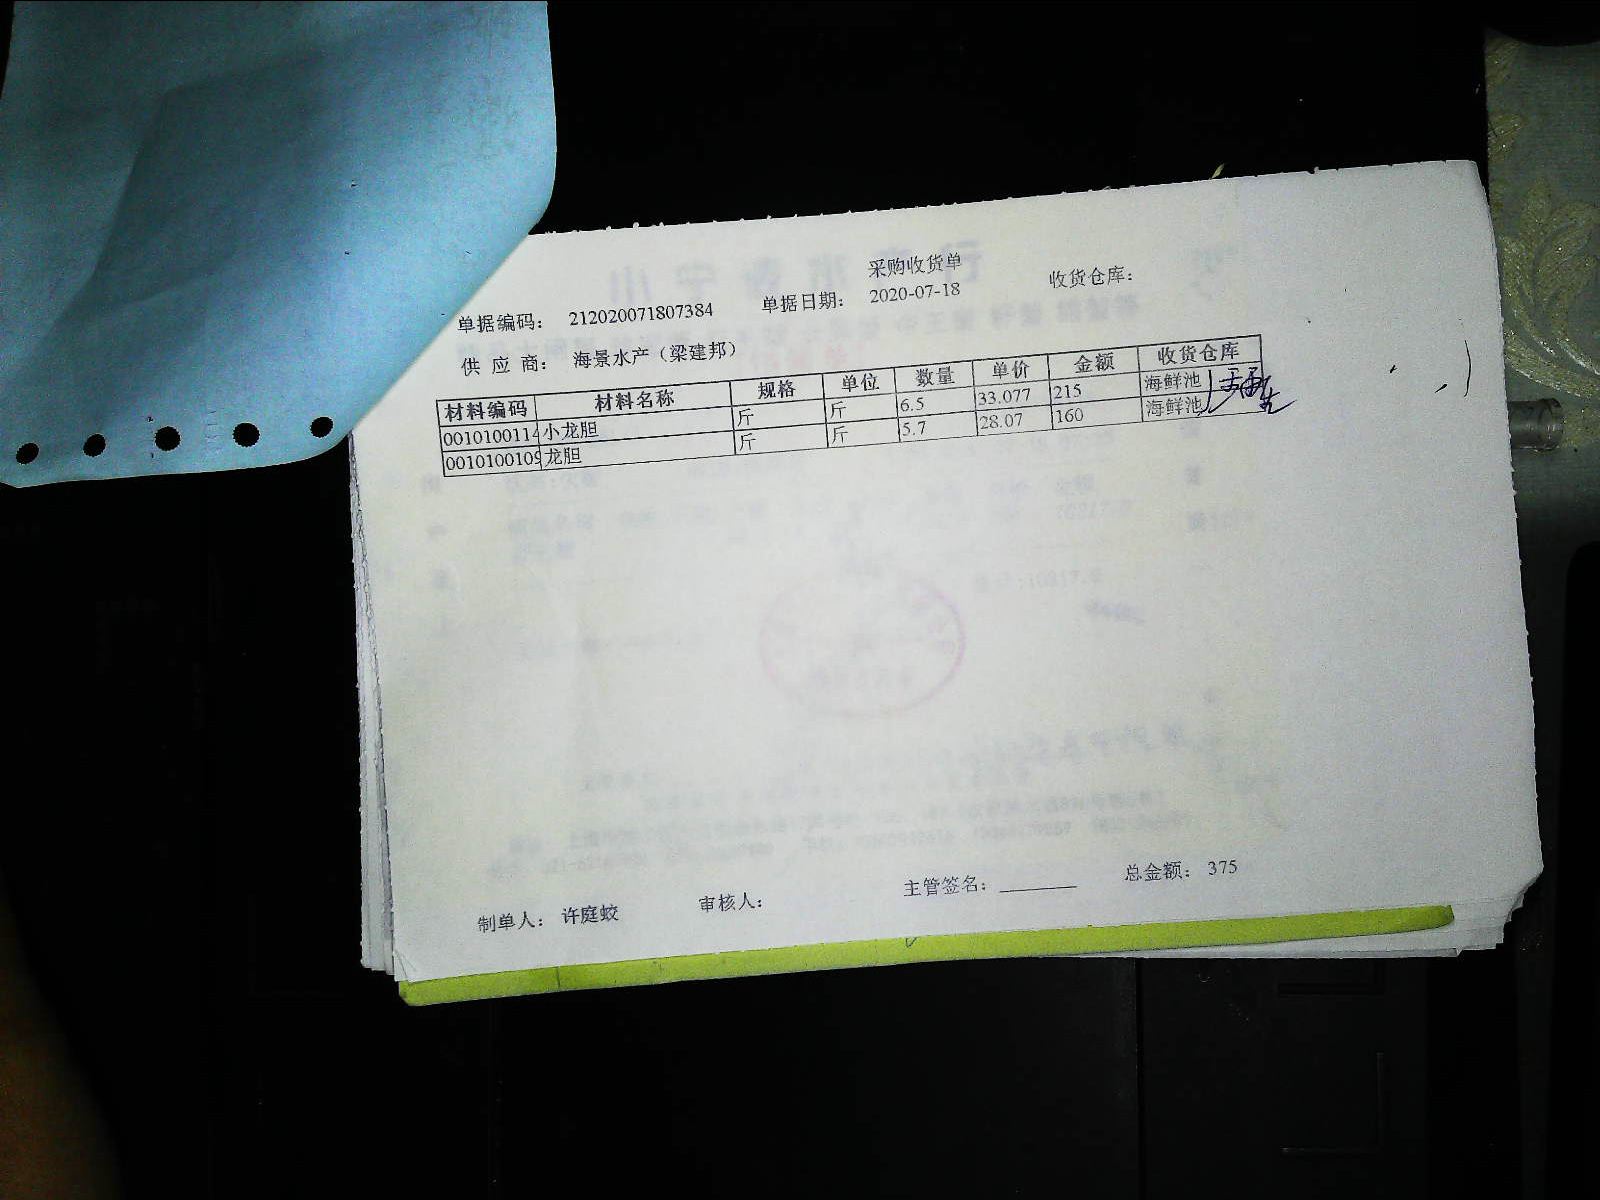 采购收货单
单据编码： 212020071807384 单据日期： 2020-07-18 收货仓库：
供 应 商： 海景水产（梁建邦）
材料编码 材料名称 规格 单位 数量 单价 金额 收货仓库
0010100114 小龙胆 斤 斤 6.5 33.077 215 海鲜池
0010100109 龙胆 斤 斤 5.7 28.07 160 海鲜池
制单人： 许庭蛟 审核人： 主管签名： 总金额： 375